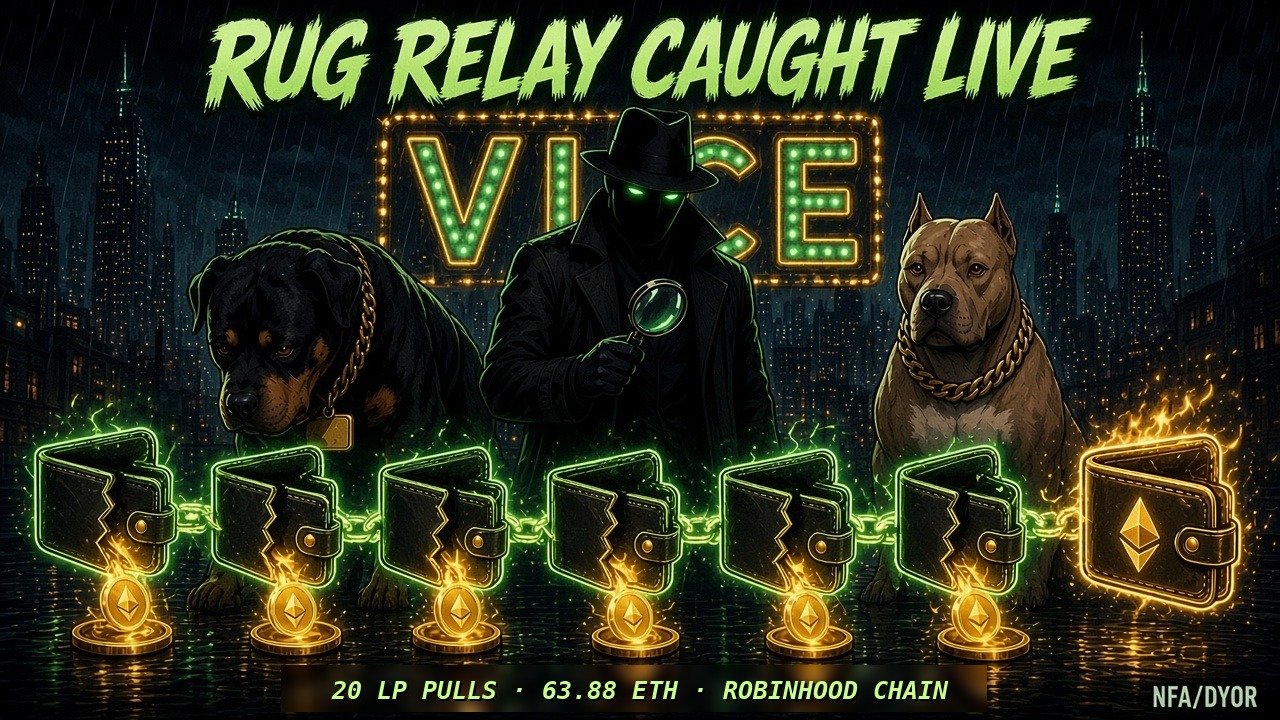 RUG RELAY CAUGHT LIVE
VICE
20 LP PULLS · 63.88 ETH · ROBINHOOD CHAIN
NFA/DYOR